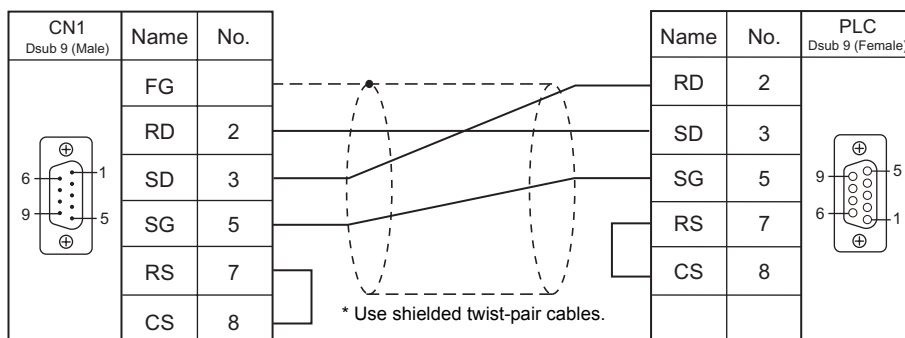 CN1
Dsub 9 (Male)
Name No.
FG
RD 2
SD 3
SG 5
RS 7
CS 8
1
6
9
5
* Use shielded twist-pair cables.
Name No.
RD 2
SD 3
SG 5
RS 7
CS 8
PLC
Dsub 9 (Female)
5
9
6
1